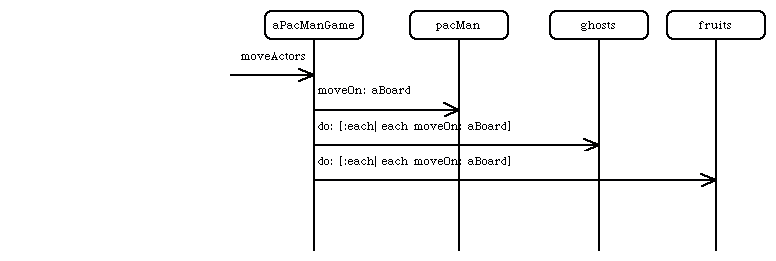 aPacManGame pacMan ghosts fruits
moveActors
moveOn: aBoard
do: [:each| each moveOn: aBoard]
do: [:each| each moveOn: aBoard]